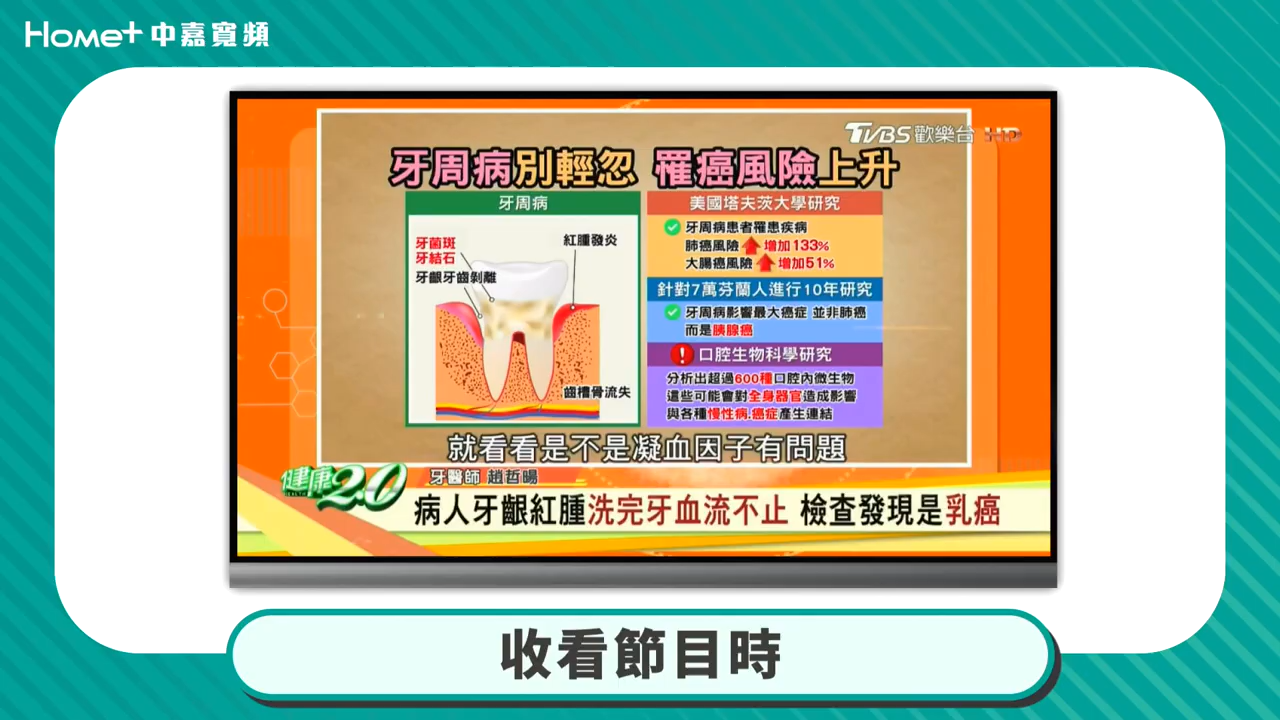 Home+ 中嘉寬頻
TVBS 歡樂台 HD
牙周病別輕忽 罹癌風險上升
牙周病
牙菌斑
牙結石
牙齦牙齒剝離
紅腫發炎
齒槽骨流失
美國塔夫茨大學研究
牙周病患者罹患疾病
肺癌風險 增加133%
大腸癌風險 增加51%
針對7萬芬蘭人進行10年研究
牙周病影響最大癌症 並非肺癌
而是胰腺癌
口腔生物科學研究
分析出超過600種口腔內微生物
這些可能會對全身器官造成影響
與各種慢性病.癌症產生連結
就看看是不是凝血因子有問題
健康2.0
牙醫師 趙哲暘
病人牙齦紅腫洗完牙血流不止 檢查發現是乳癌
收看節目時